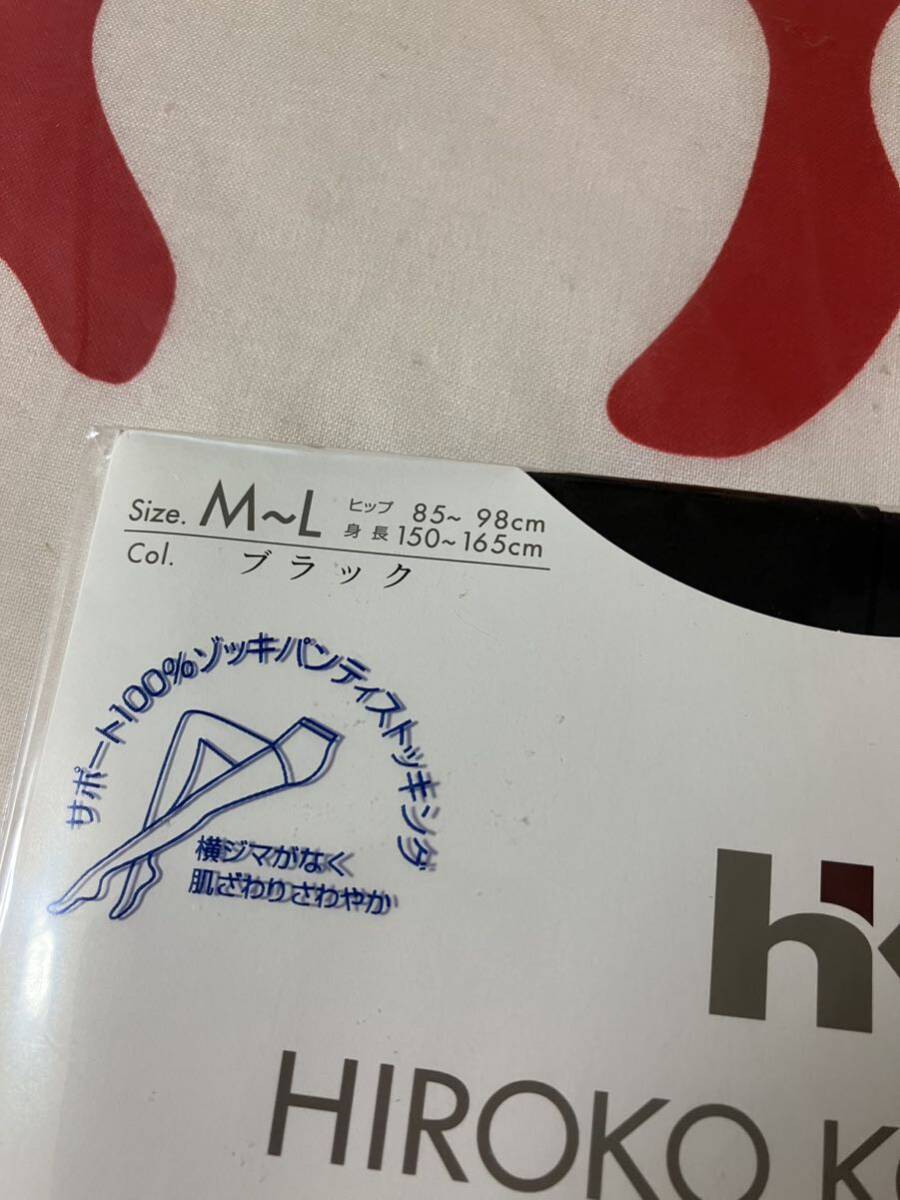 Size. M~L ヒップ 85~ 98cm
身長 150~165cm
Col. ブラック
サポート100%ゾッキパンティストッキング
横ジマがなく
肌ざわりさわやか
h
HIROKO K